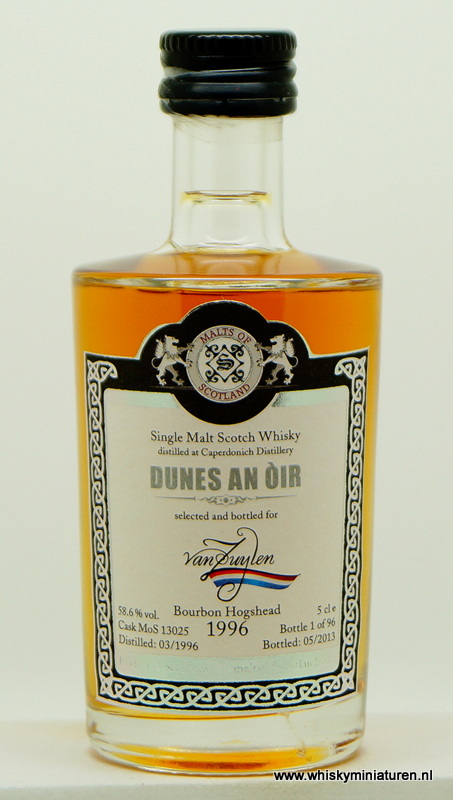 MALTS OF
S
SCOTLAND
Single Malt Scotch Whisky
distilled at Caperdonich Distillery
DUNES AN ÒIR
selected and bottled for
van Zuylen
58.6% vol.
Bourbon Hogshead
5 cl e
Cask MoS 13025
1996
Bottle 1 of 96
Distilled: 03/1996
Bottled: 05/2013
www.whiskyminiaturen.nl